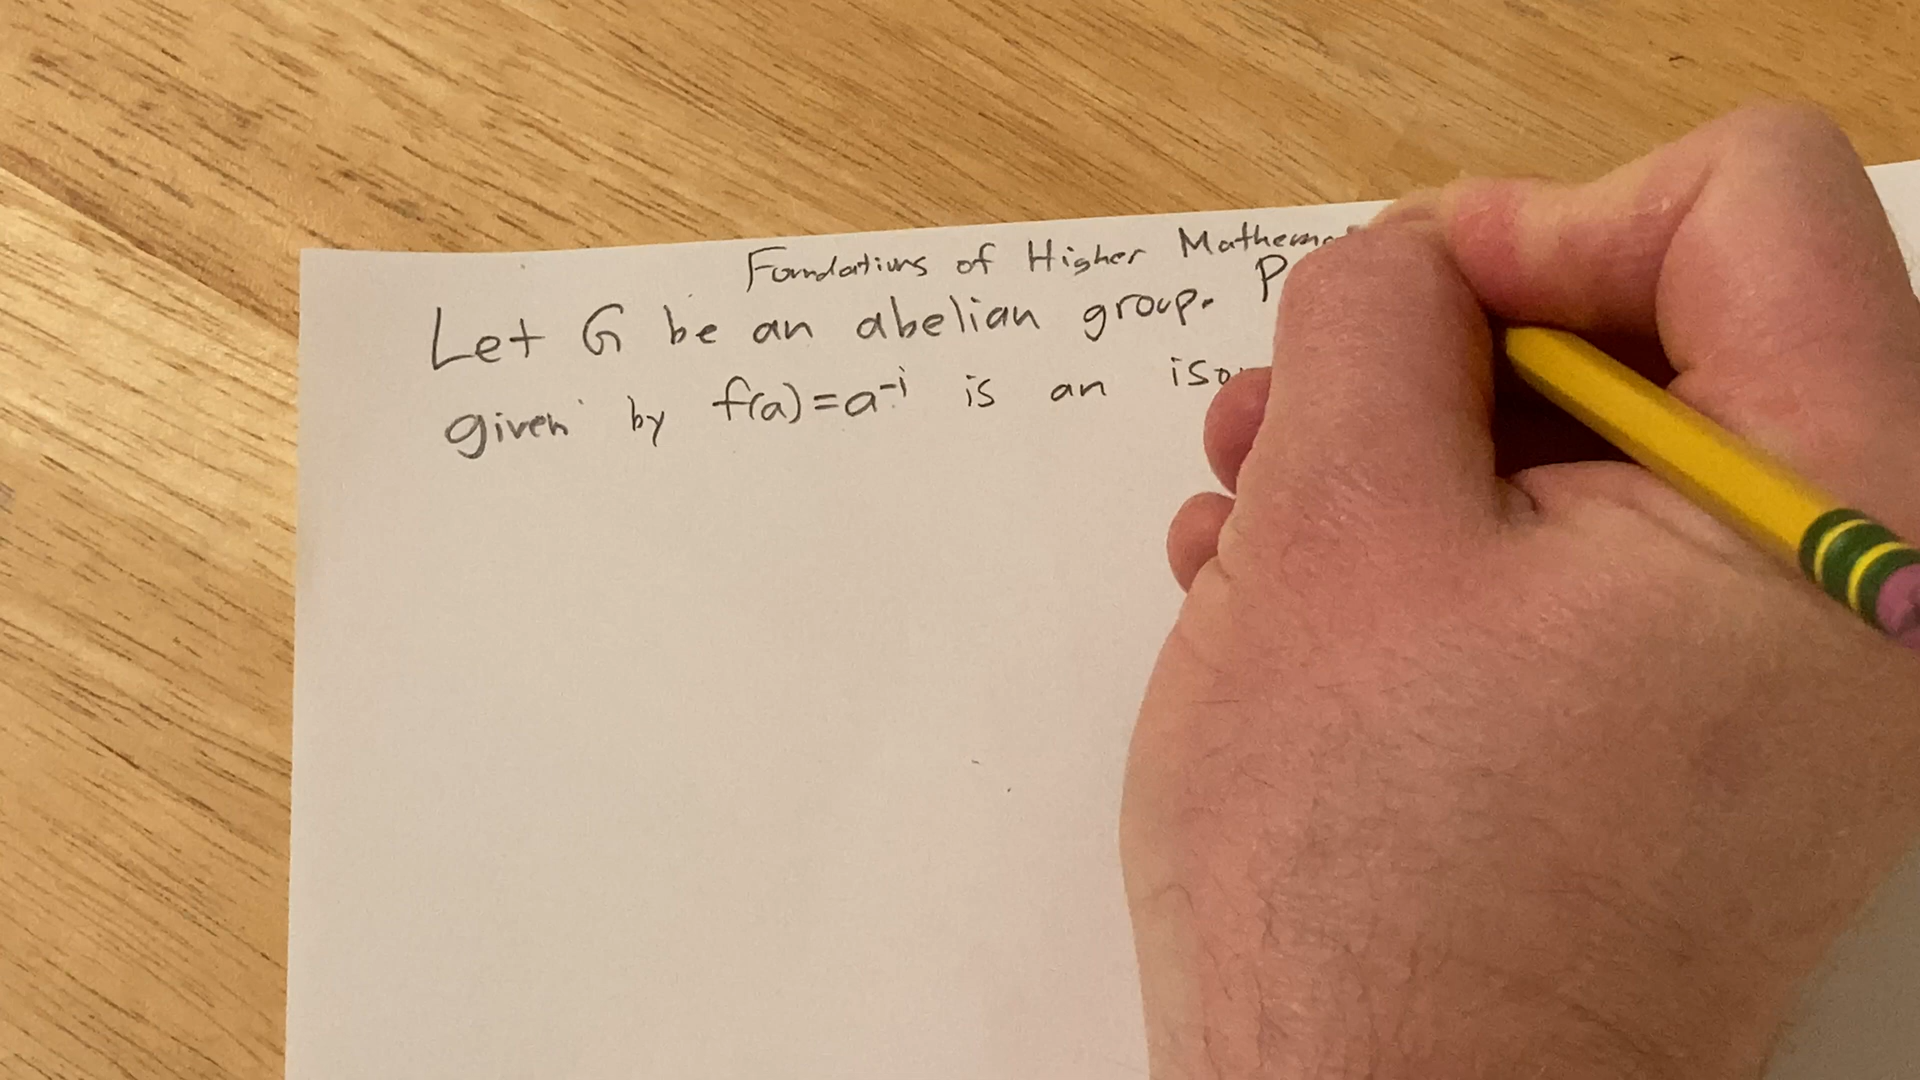 Foundations of Higher
Let G be an abelian group. P
given by f(a)=a⁻¹ is an